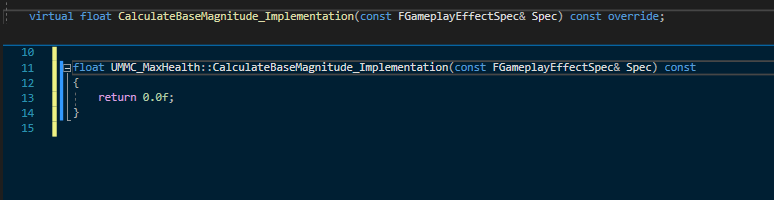 virtual float CalculateBaseMagnitude_Implementation(const FGameplayEffectSpec& Spec) const override;
10
11 float UMMC_MaxHealth::CalculateBaseMagnitude_Implementation(const FGameplayEffectSpec& Spec) const
12 {
13 return 0.0f;
14 }
15